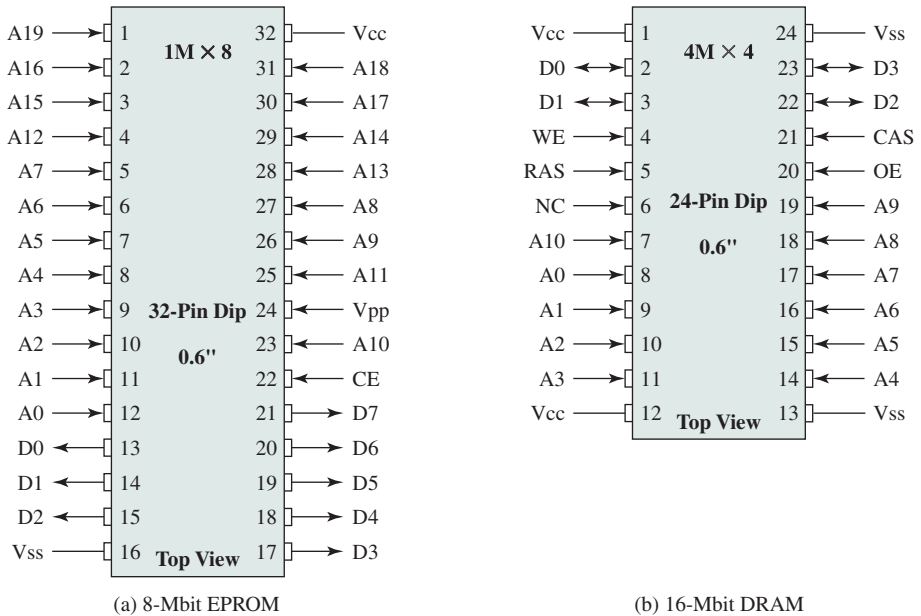 A19 1 1M × 8 32 Vcc
A16 2 31 A18
A15 3 30 A17
A12 4 29 A14
A7 5 28 A13
A6 6 27 A8
A5 7 26 A9
A4 8 25 A11
A3 9 32-Pin Dip 24 Vpp
A2 10 0.6" 23 A10
A1 11 22 CE
A0 12 21 D7
D0 13 20 D6
D1 14 19 D5
D2 15 18 D4
Vss 16 Top View 17 D3
(a) 8-Mbit EPROM
Vcc 1 4M × 4 24 Vss
D0 2 23 D3
D1 3 22 D2
WE 4 21 CAS
RAS 5 20 OE
NC 6 24-Pin Dip 19 A9
A10 7 0.6" 18 A8
A0 8 17 A7
A1 9 16 A6
A2 10 15 A5
A3 11 14 A4
Vcc 12 Top View 13 Vss
(b) 16-Mbit DRAM